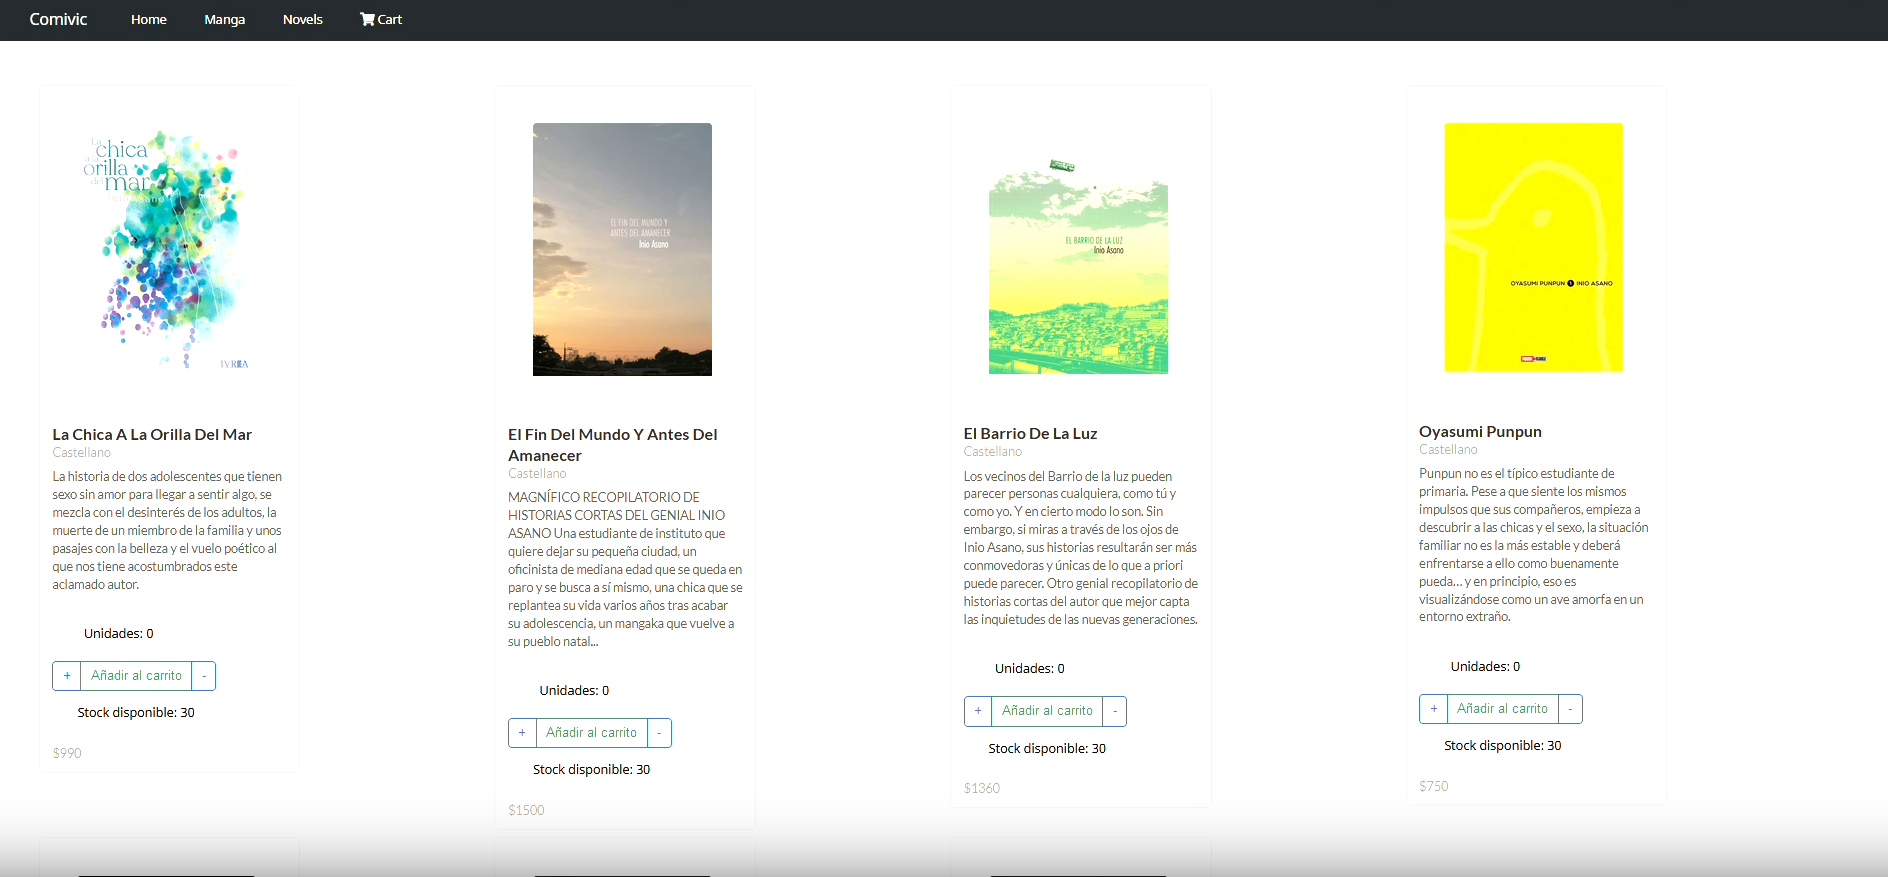 Comivic Home Manga Novels Cart
La
chica
a la
orilla
del
mar
Inio Asano
IVREA
La Chica A La Orilla Del Mar
Castellano
La historia de dos adolescentes que tienen
sexo sin amor para llegar a sentir algo, se
mezcla con el desinterés de los adultos, la
muerte de un miembro de la familia y unos
pasajes con la belleza y el vuelo poético al
que nos tiene acostumbrados este
aclamado autor.
Unidades: 0
+ Añadir al carrito -
Stock disponible: 30
$990
EL FIN DEL MUNDO Y
ANTES DEL AMANECER
Inio Asano
El Fin Del Mundo Y Antes Del
Amanecer
Castellano
MAGNÍFICO RECOPILATORIO DE
HISTORIAS CORTAS DEL GENIAL INIO
ASANO Una estudiante de instituto que
quiere dejar su pequeña ciudad, un
oficinista de mediana edad que se queda en
paro y se busca a sí mismo, una chica que se
replantea su vida varios años tras acabar
su adolescencia, un mangaka que vuelve a
su pueblo natal...
Unidades: 0
+ Añadir al carrito -
Stock disponible: 30
$1500
EL BARRIO DE LA LUZ
Inio Asano
El Barrio De La Luz
Castellano
Los vecinos del Barrio de la luz pueden
parecer personas cualquiera, como tú y
como yo. Y en cierto modo lo son. Sin
embargo, si miras a través de los ojos de
Inio Asano, sus historias resultarán ser más
conmovedoras y únicas de lo que a priori
puede parecer. Otro genial recopilatorio de
historias cortas del autor que mejor capta
las inquietudes de las nuevas generaciones.
Unidades: 0
+ Añadir al carrito -
Stock disponible: 30
$1360
OYASUMI PUNPUN 1 INIO ASANO
Oyasumi Punpun
Castellano
Punpun no es el típico estudiante de
primaria. Pese a que siente los mismos
impulsos que sus compañeros, empieza a
descubrir a las chicas y el sexo, la situación
familiar no es la más estable y deberá
enfrentarse a ello como buenamente
pueda... y en principio, eso es
visualizándose como un ave amorfa en un
entorno extraño.
Unidades: 0
+ Añadir al carrito -
Stock disponible: 30
$750